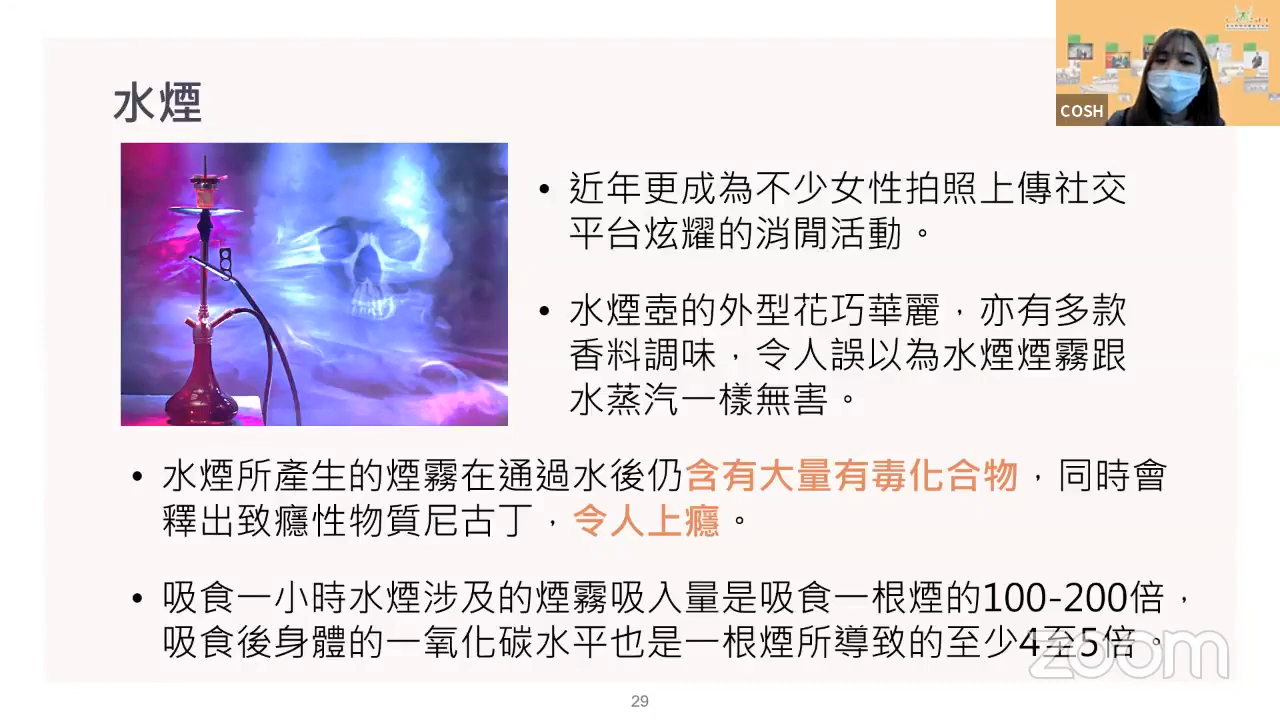 水煙
COSH
• 近年更成為不少女性拍照上傳社交
平台炫耀的消閒活動。
• 水煙壺的外型花巧華麗，亦有多款
香料調味，令人誤以為水煙煙霧跟
水蒸汽一樣無害。
• 水煙所產生的煙霧在通過水後仍含有大量有毒化合物，同時會
釋出致癮性物質尼古丁，令人上癮。
• 吸食一小時水煙涉及的煙霧吸入量是吸食一根煙的100-200倍，
吸食後身體的一氧化碳水平也是一根煙所導致的至少4至5倍。
zoom
29